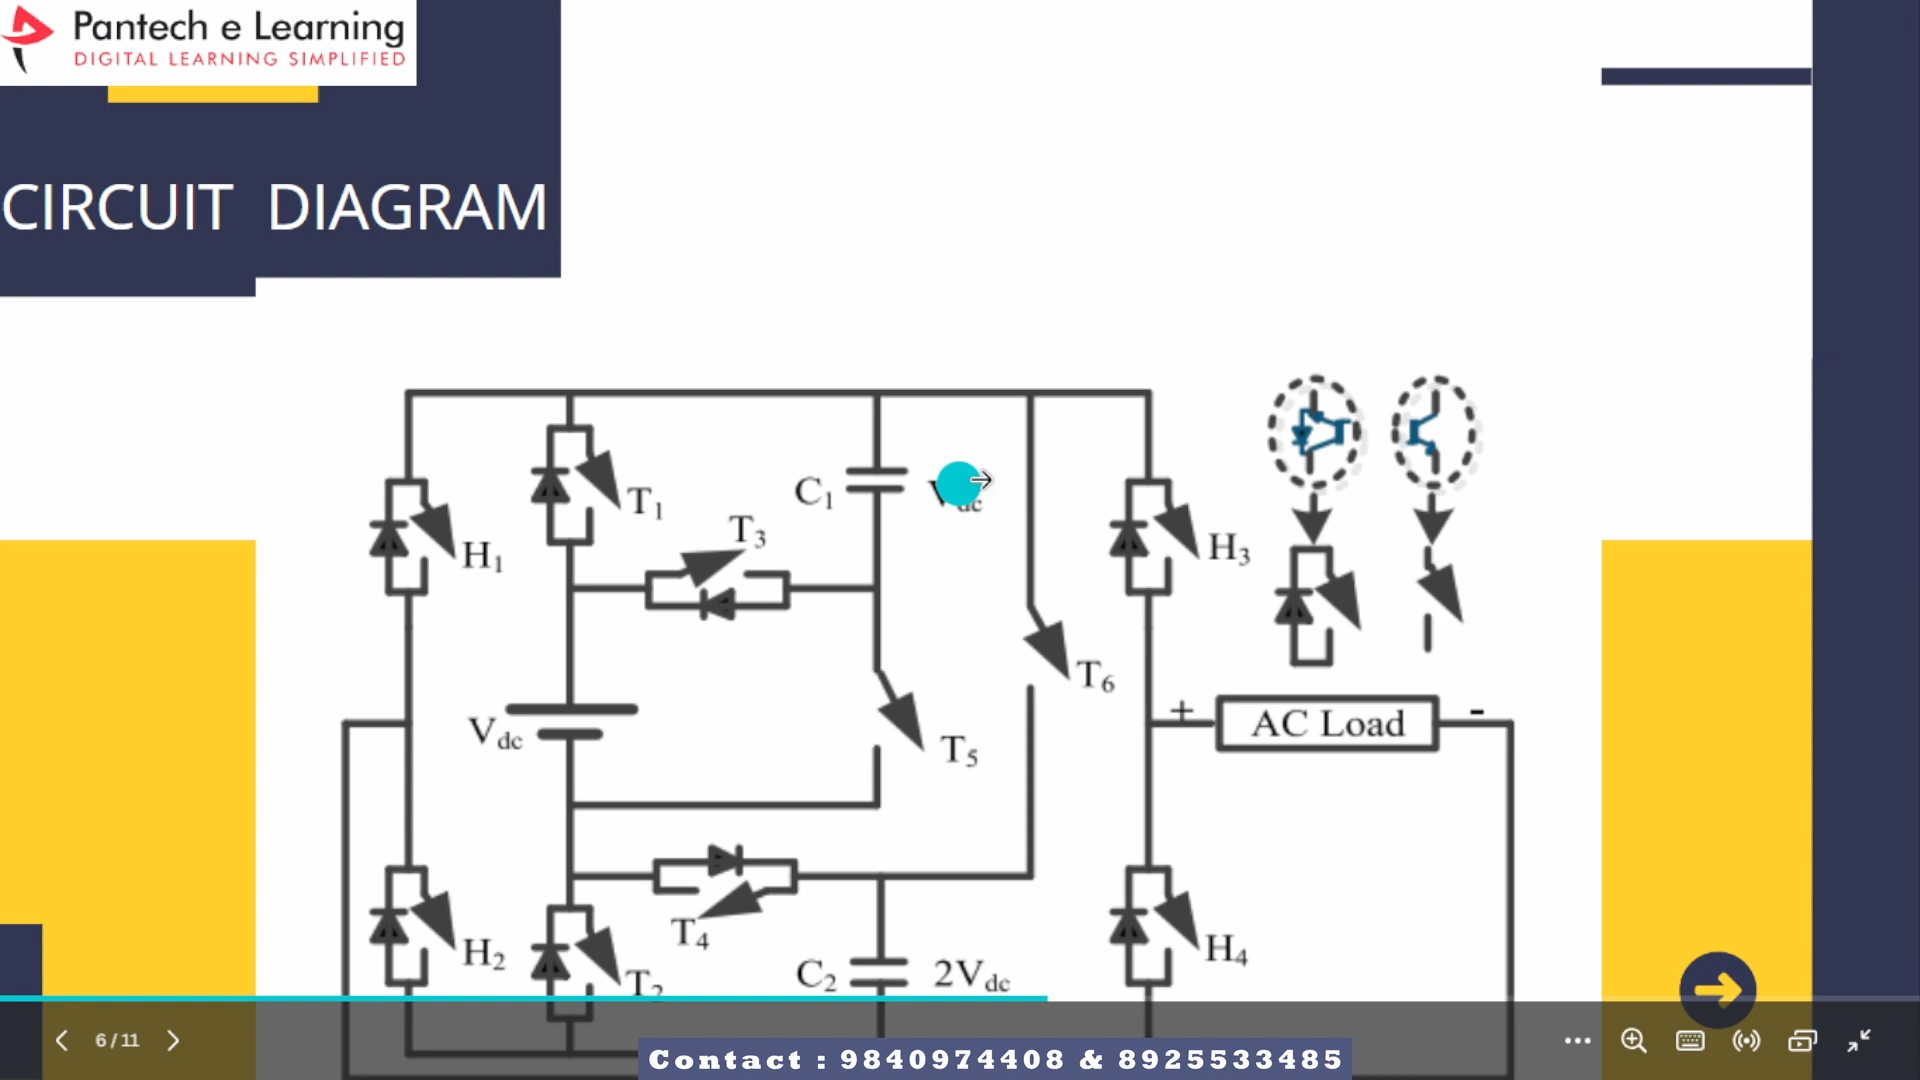 Pantech e Learning
DIGITAL LEARNING SIMPLIFIED
CIRCUIT DIAGRAM
T1
C1
T3
H1
H3
T6
Vdc
T5
+
AC Load
-
T4
H2
H4
T2
C2
2Vdc
6 / 11
Contact : 9840974408 & 8925533485